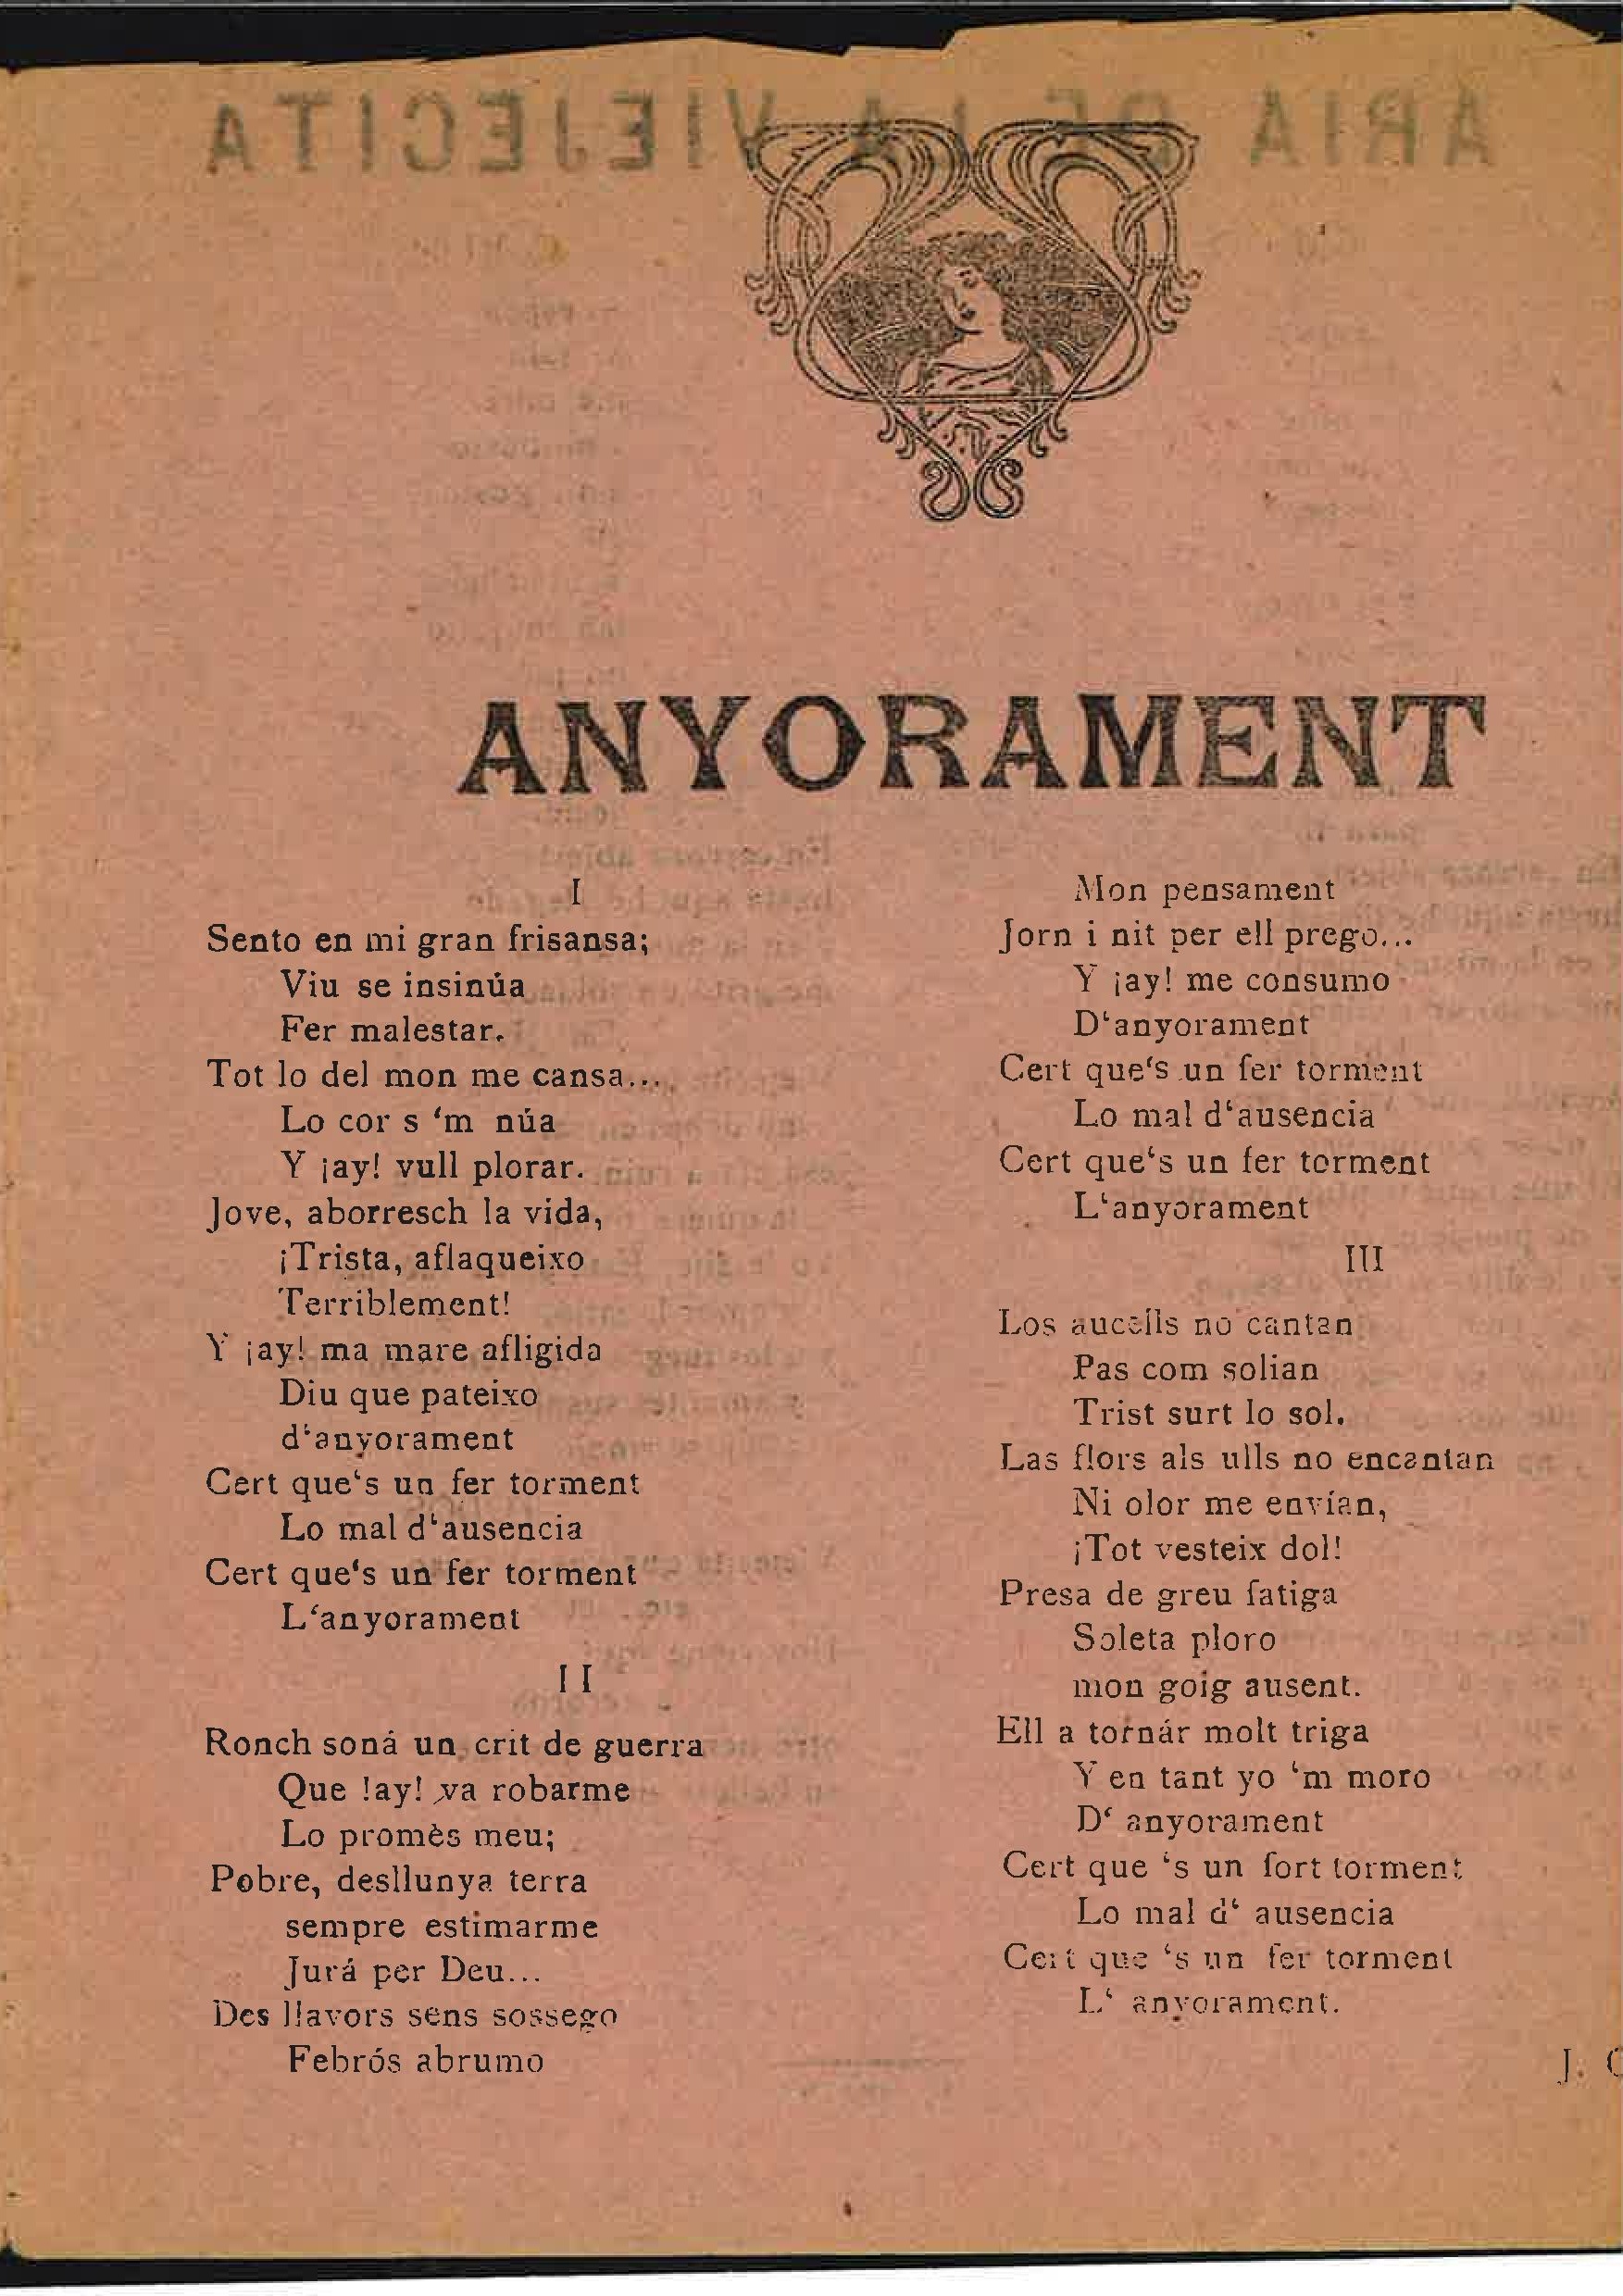 ARIA DE LA VIEJECITA
ANYORAMENT
I
Sento en mi gran frisansa;
Viu se insinúa
Fer malestar.
Tot lo del mon me cansa...
Lo cor s ‘m núa
Y ¡ay! vull plorar.
Jove, aborresch la vida,
¡Trista, aflaqueixo
Terriblement!
Y ¡ay! ma mare afligida
Diu que pateixo
d‘anyorament
Cert que‘s un fer torment
Lo mal d‘ausencia
Cert que‘s un fer torment
L‘anyorament
II
Ronch soná un crit de guerra
Que !ay! va robarme
Lo promès meu;
Pobre, desllunya terra
sempre estimarme
Jurá per Deu...
Des llavors sens sossego
Febrós abrumo
Mon pensament
Jorn i nit per ell prego...
Y ¡ay! me consumo
D‘anyorament
Cert que‘s un fer torment
Lo mal d‘ausencia
Cert que‘s un fer torment
L‘anyorament
III
Los aucells no cantan
Pas com solian
Trist surt lo sol.
Las flors als ulls no encantan
Ni olor me envían,
¡Tot vesteix dol!
Presa de greu fatiga
Soleta ploro
mon goig ausent.
Ell a tornár molt triga
Y en tant yo ‘m moro
D‘ anyorament
Cert que ‘s un fort torment
Lo mal d‘ ausencia
Cert que ‘s un fer torment
L‘ anyorament.
J.